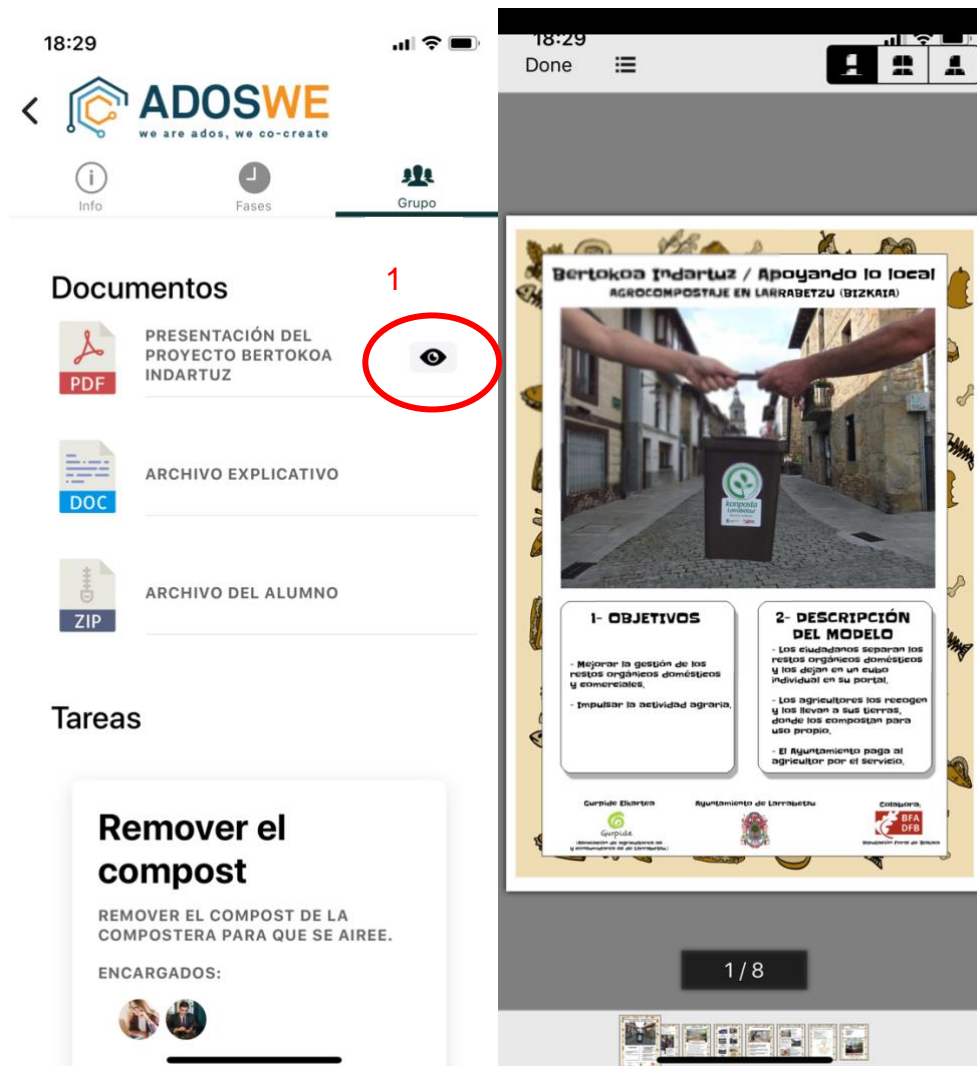 18:29
ADOSWE
we are ados, we co-create
Info
Fases
Grupo
Documentos
1
PDF
PRESENTACIÓN DEL
PROYECTO BERTOKOA
INDARTUZ
DOC
ARCHIVO EXPLICATIVO
ZIP
ARCHIVO DEL ALUMNO
Tareas
Remover el
compost
REMOVER EL COMPOST DE LA
COMPOSTERA PARA QUE SE AIREE.
ENCARGADOS:
18:29
Done
Bertokoa Indartuz / Apoyando lo local
AGROCOMPOSTAJE EN LARRABETZU (BIZKAIA)
konposta
Larrabetzu
1- OBJETIVOS
- Mejorar la gestión de los
restos orgánicos domésticos
y comerciales.
- Impulsar la actividad agraria.
2- DESCRIPCIÓN
DEL MODELO
- Los ciudadanos separan los
restos orgánicos domésticos
y los dejan en un cubo
individual en su portal.
- Los agricultores los recogen
y los llevan a sus tierras,
donde los compostan para
uso propio.
- El Ayuntamiento paga al
agricultor por el servicio.
Gurpide Elkartea
Gurpide
Ayuntamiento de Larrabetzu
Colabora:
BFA
DFB
Diputación Foral de Bizkaia
1/8